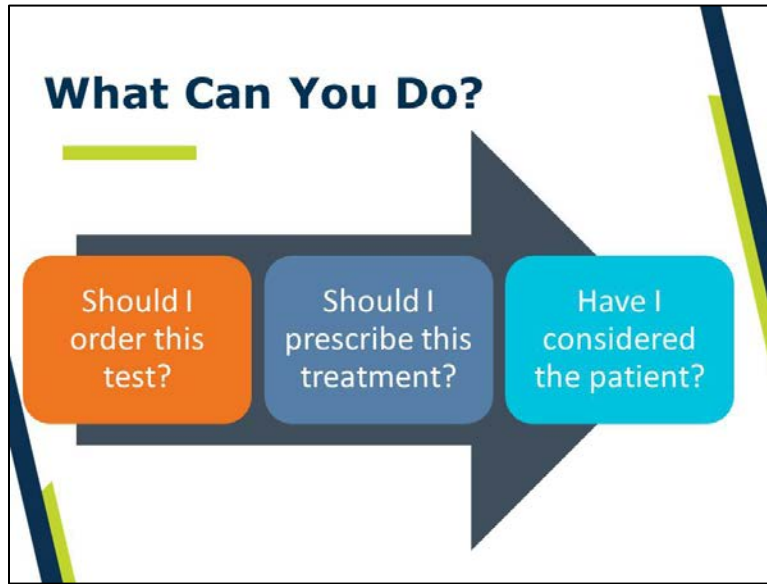 What Can You Do?
Should I
order this
test?
Should I
prescribe this
treatment?
Have I
considered
the patient?